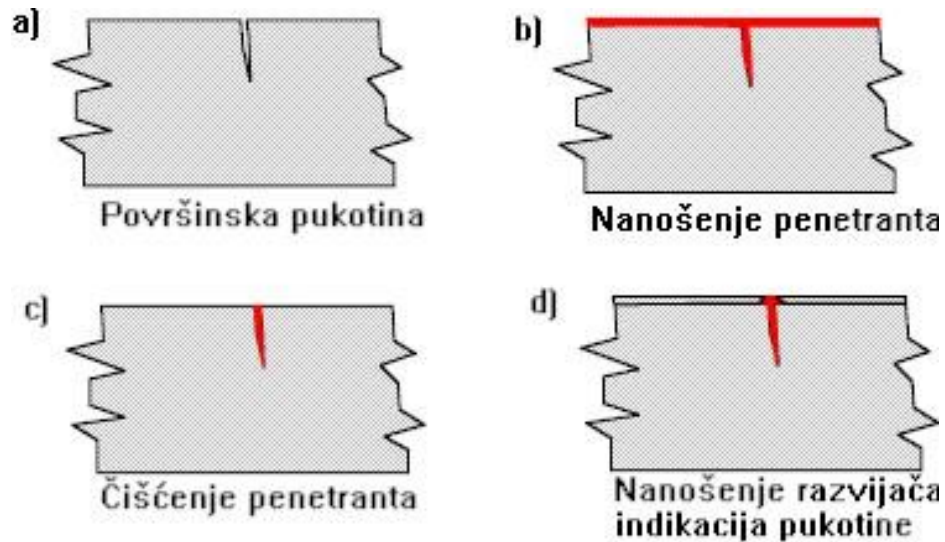 a)
Površinska pukotina
b)
Nanošenje penetranta
c)
Čišćenje penetranta
d)
Nanošenje razvijača
indikacija pukotine